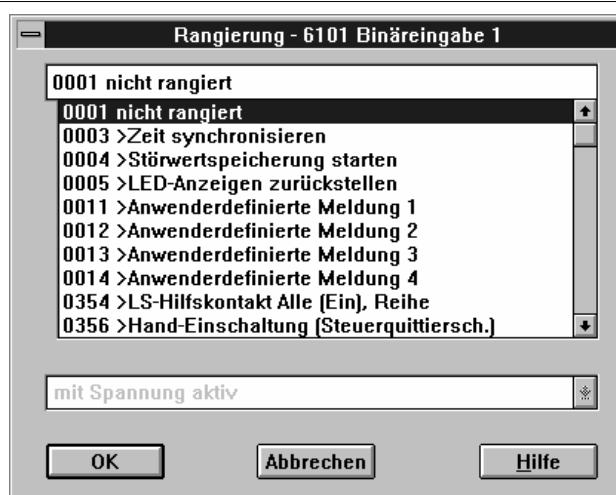 Rangierung - 6101 Binäreingabe 1
0001 nicht rangiert
0001 nicht rangiert
0003 >Zeit synchronisieren
0004 >Störwertspeicherung starten
0005 >LED-Anzeigen zurückstellen
0011 >Anwenderdefinierte Meldung 1
0012 >Anwenderdefinierte Meldung 2
0013 >Anwenderdefinierte Meldung 3
0014 >Anwenderdefinierte Meldung 4
0354 >LS-Hilfskontakt Alle (Ein), Reihe
0356 >Hand-Einschaltung (Steuerquittiersch.)
mit Spannung aktiv
OK Abbrechen Hilfe